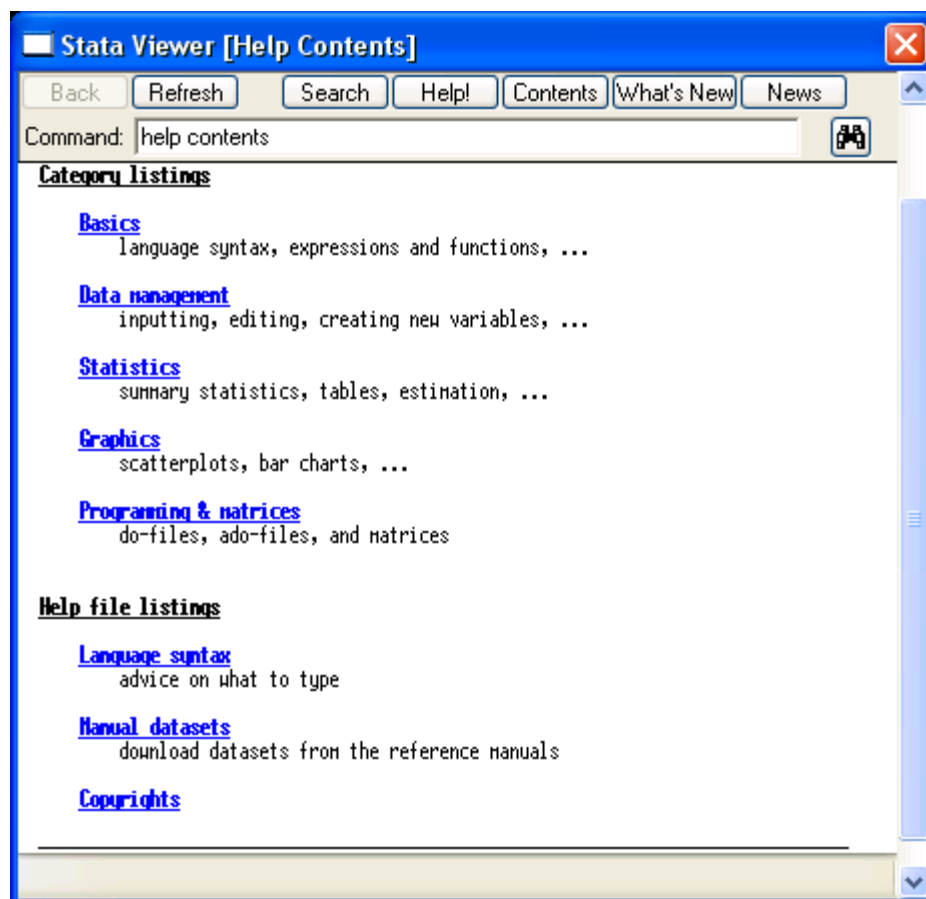 Stata Viewer [Help Contents]
Back Refresh Search Help! Contents What's New News
Command: help contents
Category listings
Basics
language syntax, expressions and functions, ...
Data management
inputting, editing, creating new variables, ...
Statistics
summary statistics, tables, estimation, ...
Graphics
scatterplots, bar charts, ...
Programming & matrices
do-files, ado-files, and matrices
Help file listings
Language syntax
advice on what to type
Manual datasets
download datasets from the reference manuals
Copyrights